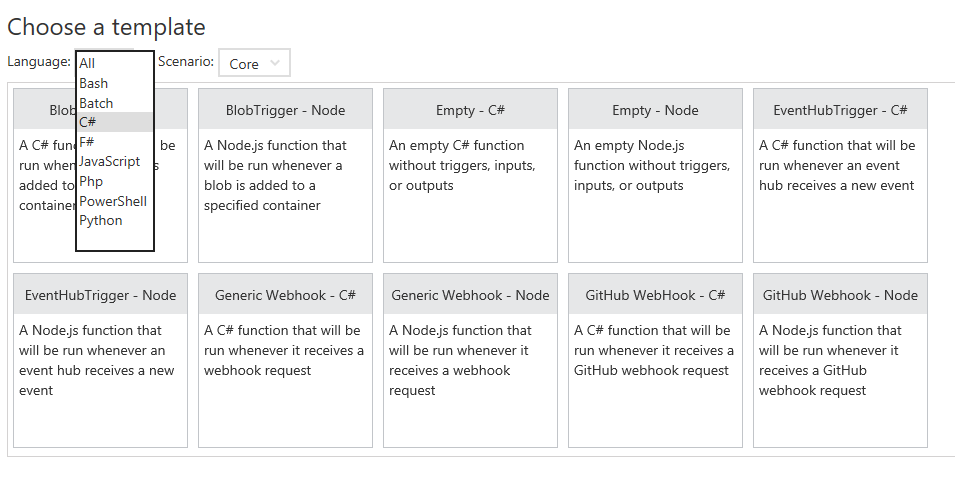 Choose a template
Language:
Scenario: Core
All
Bash
Batch
C#
F#
JavaScript
Php
PowerShell
Python
Blob
A C# func be
run when s
added to
container
BlobTrigger - Node
A Node.js function that
will be run whenever a
blob is added to a
specified container
Empty - C#
An empty C# function
without triggers, inputs,
or outputs
Empty - Node
An empty Node.js
function without triggers,
inputs, or outputs
EventHubTrigger - C#
A C# function that will be
run whenever an event
hub receives a new event
EventHubTrigger - Node
A Node.js function that
will be run whenever an
event hub receives a new
event
Generic Webhook - C#
A C# function that will be
run whenever it receives a
webhook request
Generic Webhook - Node
A Node.js function that
will be run whenever it
receives a webhook
request
GitHub WebHook - C#
A C# function that will be
run whenever it receives a
GitHub webhook request
GitHub Webhook - Node
A Node.js function that
will be run whenever it
receives a GitHub
webhook request